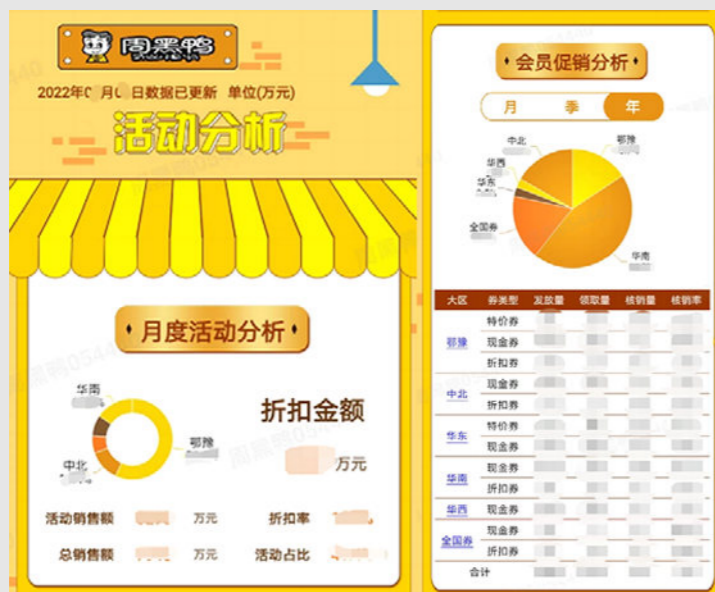 周黑鸭
2022年0 月0 日数据已更新 单位(万元)
活动分析
月度活动分析
华南
鄂豫
中北
折扣金额
万元
活动销售额 万元 折扣率
总销售额 万元 活动占比
会员促销分析
月 季 年
中北
鄂豫
华西
华东
全国券
华南
大区 券类型 发放量 领取量 核销量 核销率
鄂豫 特价券
现金券
折扣券
中北 现金券
折扣券
华东 特价券
现金券
华南 现金券
折扣券
华西 现金券
全国券 现金券
折扣券
合计